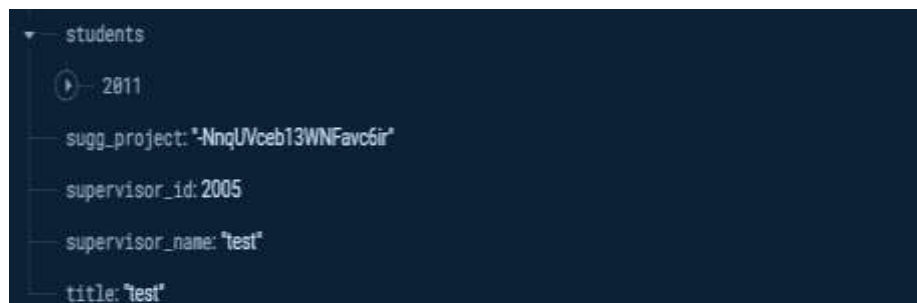 students
2011
sugg_project: "-NnqUVceb13WNFavc6ir"
supervisor_id: 2005
supervisor_name: "test"
title: "test"